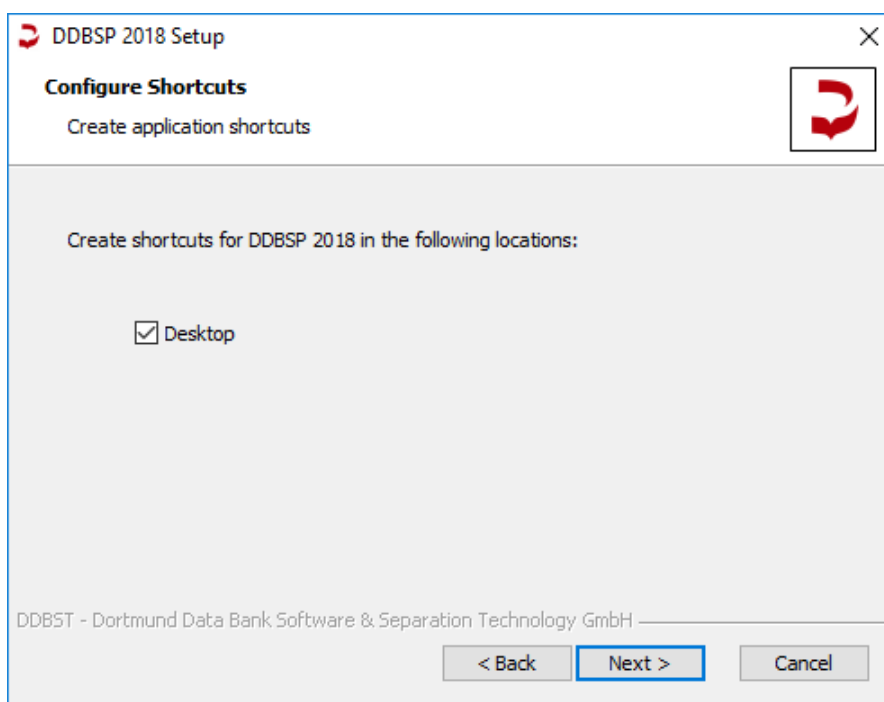 DDBSP 2018 Setup
Configure Shortcuts
Create application shortcuts
Create shortcuts for DDBSP 2018 in the following locations:
Desktop
DDBST - Dortmund Data Bank Software & Separation Technology GmbH
< Back Next > Cancel